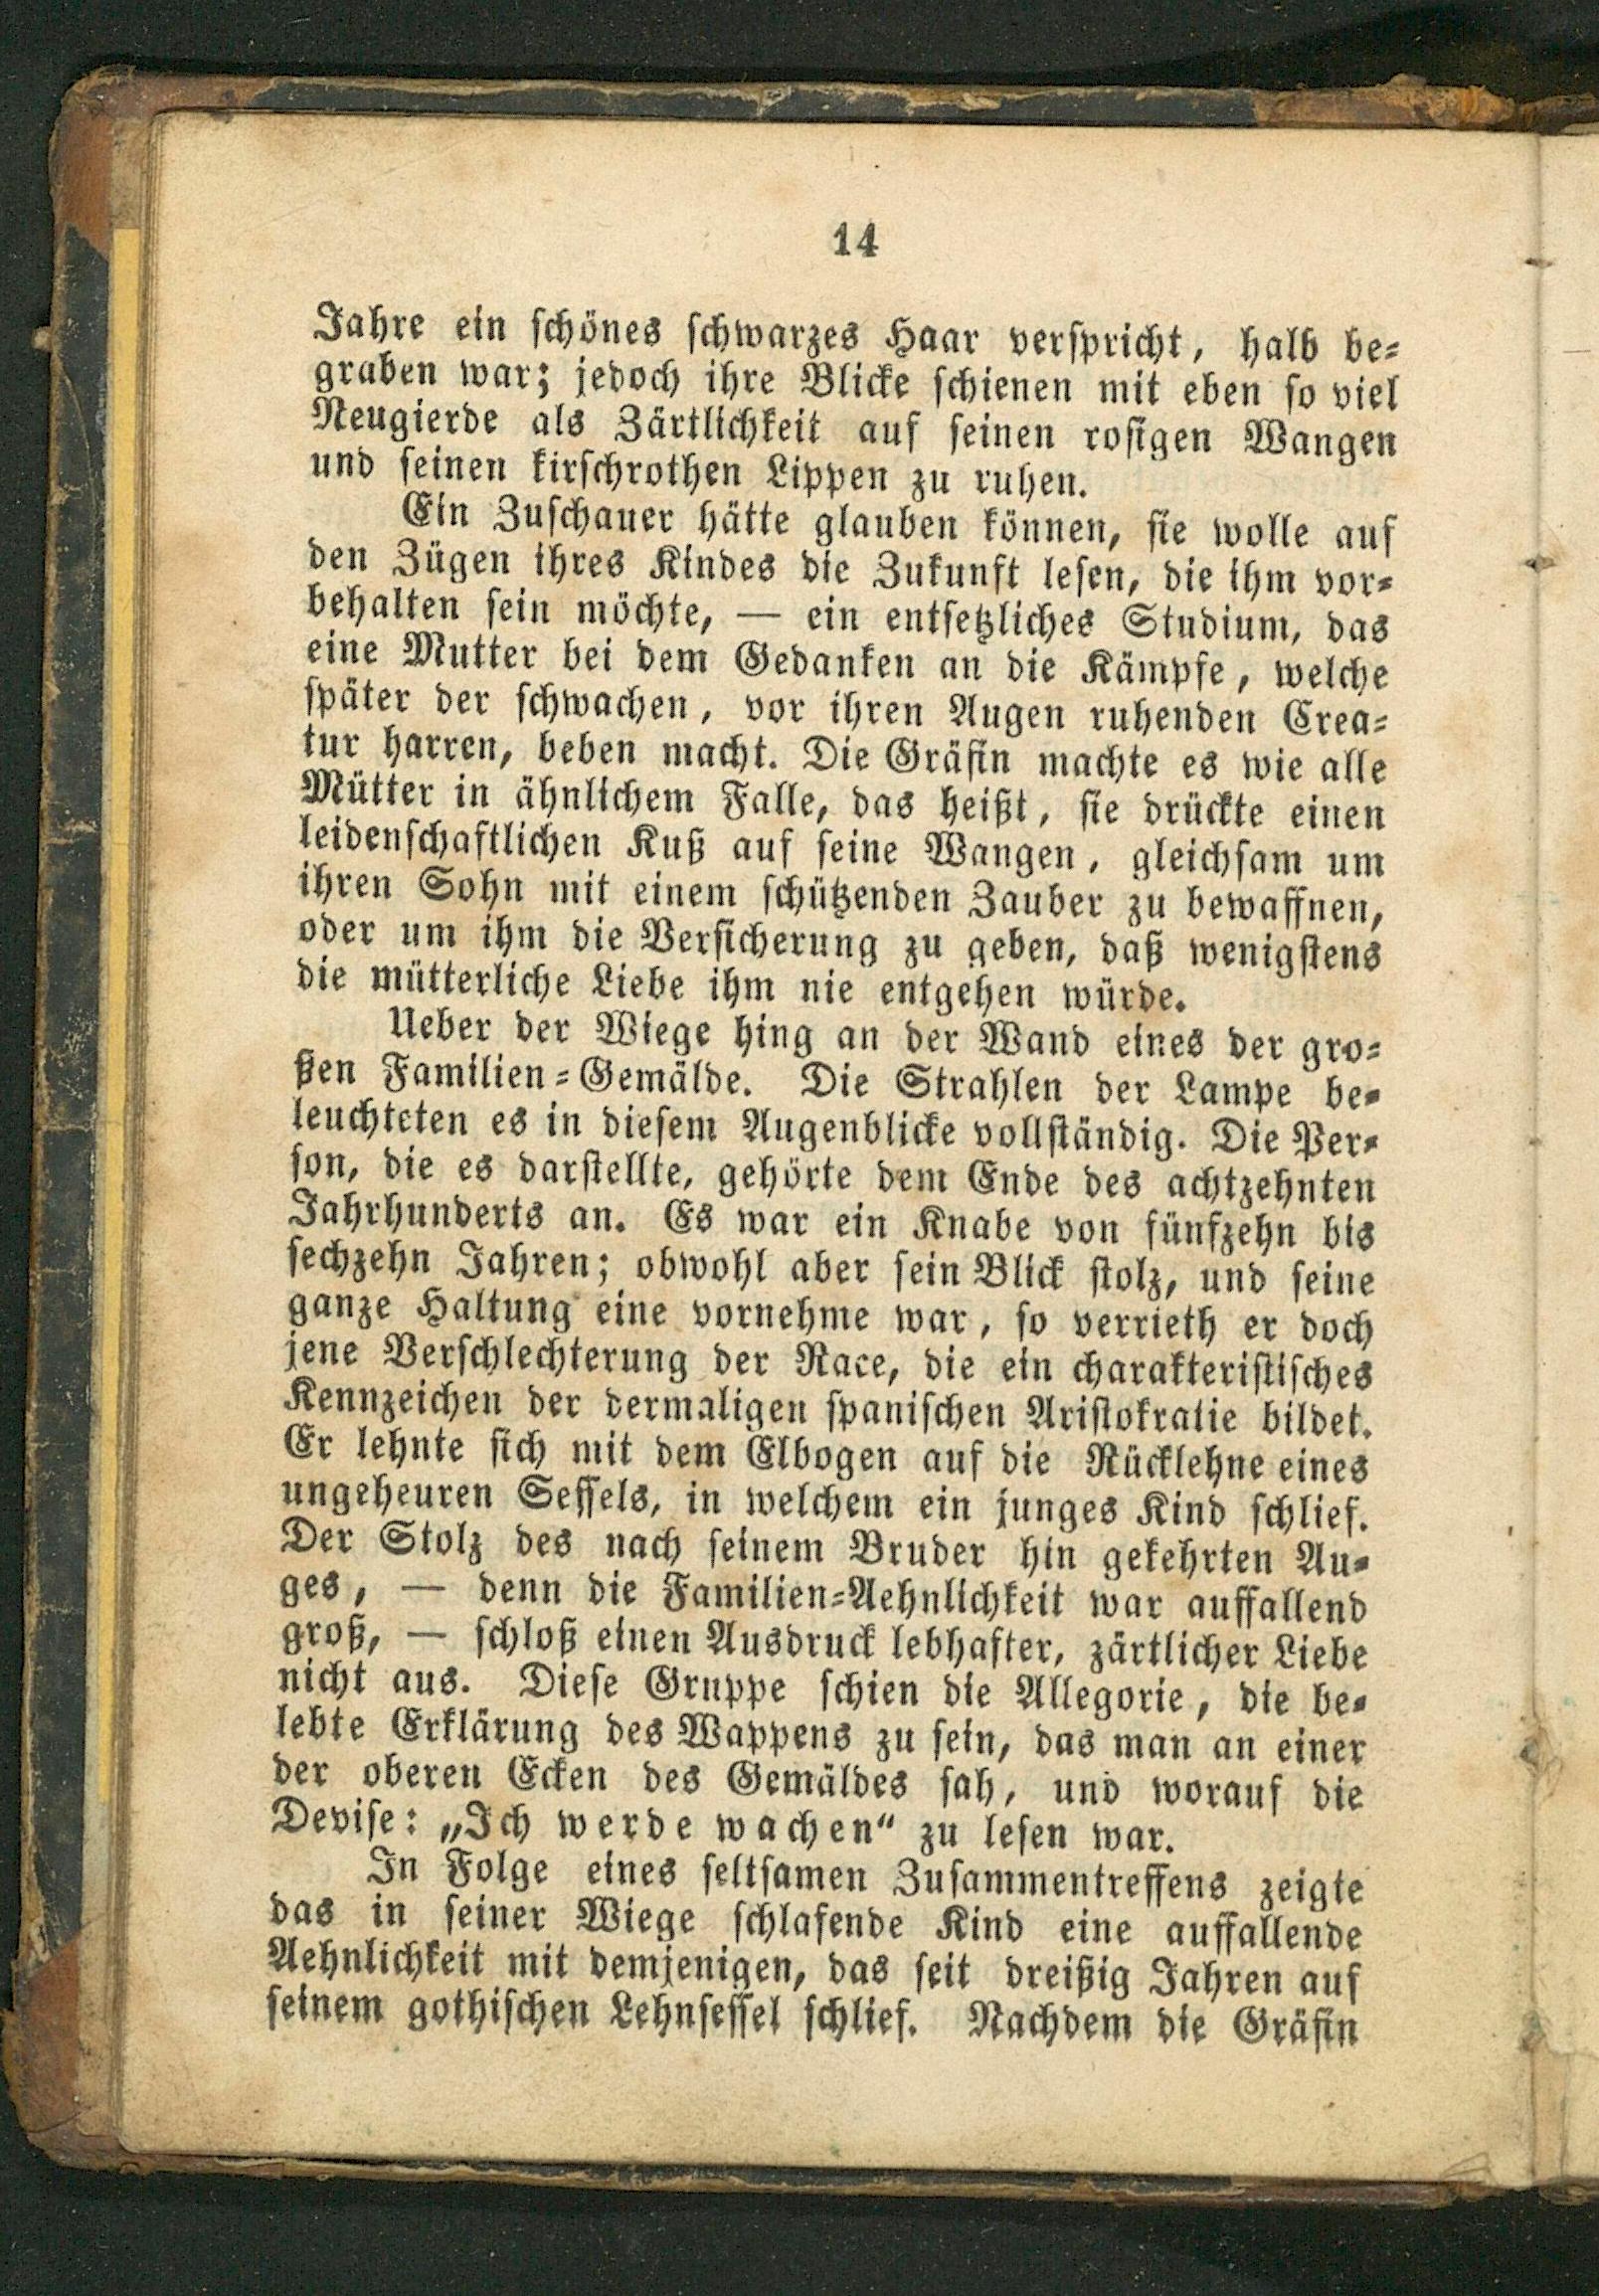 14
Jahre ein schönes schwarzes Haar verspricht, halb be-
graben war; jedoch ihre Blicke schienen mit eben so viel
Neugierde als Zärtlichkeit auf seinen rosigen Wangen
und seinen kirschrothen Lippen zu ruhen.
Ein Zuschauer hätte glauben können, sie wolle auf
den Zügen ihres Kindes die Zukunft lesen, die ihm vor-
behalten sein möchte, — ein entsetzliches Studium, das
eine Mutter bei dem Gedanken an die Kämpfe, welche
später der schwachen, vor ihren Augen ruhenden Crea-
tur harren, beben macht. Die Gräfin machte es wie alle
Mütter in ähnlichem Falle, das heißt, sie drückte einen
leidenschaftlichen Kuß auf seine Wangen, gleichsam um
ihren Sohn mit einem schützenden Zauber zu bewaffnen,
oder um ihm die Versicherung zu geben, daß wenigstens
die mütterliche Liebe ihm nie entgehen würde.
Ueber der Wiege hing an der Wand eines der gro-
ßen Familien-Gemälde. Die Strahlen der Lampe be-
leuchteten es in diesem Augenblicke vollständig. Die Per-
son, die es darstellte, gehörte dem Ende des achtzehnten
Jahrhunderts an. Es war ein Knabe von fünfzehn bis
sechzehn Jahren; obwohl aber sein Blick stolz, und seine
ganze Haltung eine vornehme war, so verrieth er doch
jene Verschlechterung der Race, die ein charakteristisches
Kennzeichen der dermaligen spanischen Aristokratie bildet.
Er lehnte sich mit dem Elbogen auf die Rücklehne eines
ungeheuren Sessels, in welchem ein junges Kind schlief.
Der Stolz des nach seinem Bruder hin gekehrten Au-
ges, — denn die Familien-Aehnlichkeit war auffallend
groß, — schloß einen Ausdruck lebhafter, zärtlicher Liebe
nicht aus. Diese Gruppe schien die Allegorie, die be-
lebte Erklärung des Wappens zu sein, das man an einer
der oberen Ecken des Gemäldes sah, und worauf die
Devise: „Ich werde wachen“ zu lesen war.
In Folge eines seltsamen Zusammentreffens zeigte
das in seiner Wiege schlafende Kind eine auffallende
Aehnlichkeit mit demjenigen, das seit dreißig Jahren auf
seinem gothischen Lehnsessel schlief. Nachdem die Gräfin